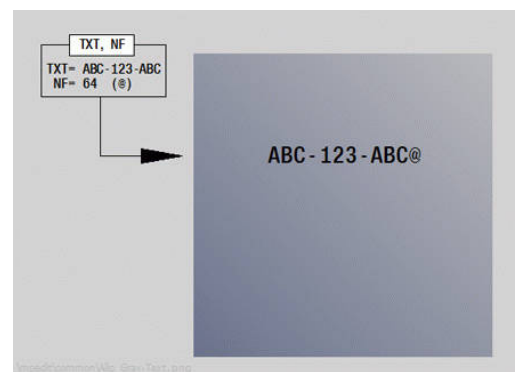 TXT, NF
TXT= ABC-123-ABC
NF= 64 (@)
ABC-123-ABC@